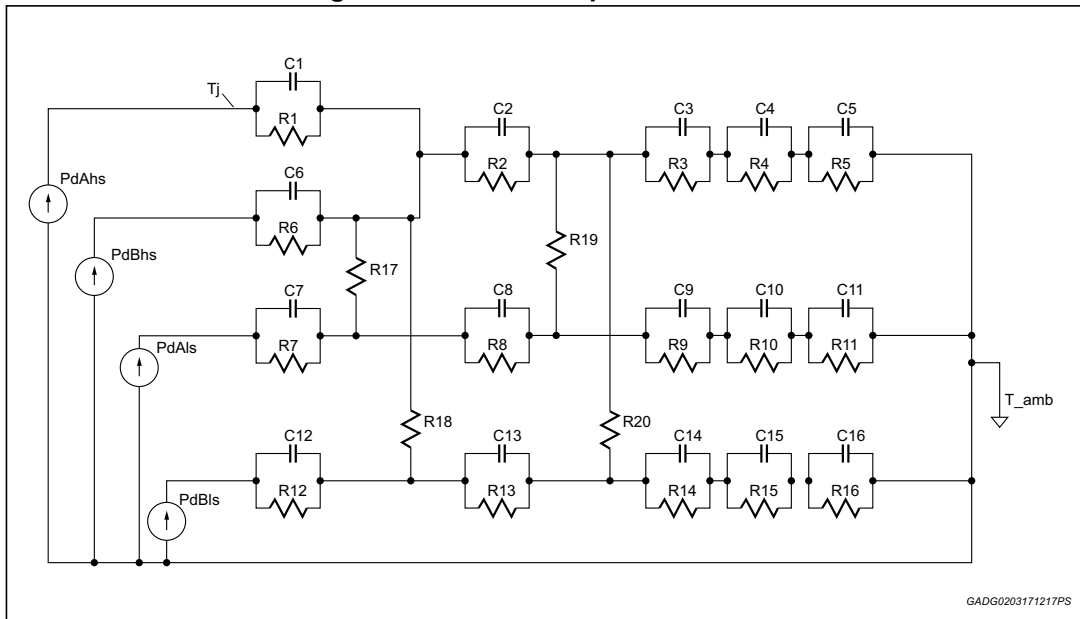 C1
Tj
R1
C2
C3
C4
C5
R2
R3
R4
R5
PdAhs
C6
R6
PdBhs
R17
R19
C7
C8
C9
C10
C11
R7
R8
R9
R10
R11
PdAls
T_amb
R18
R20
C12
C13
C14
C15
C16
R12
R13
R14
R15
R16
PdBls
GADG0203171217PS